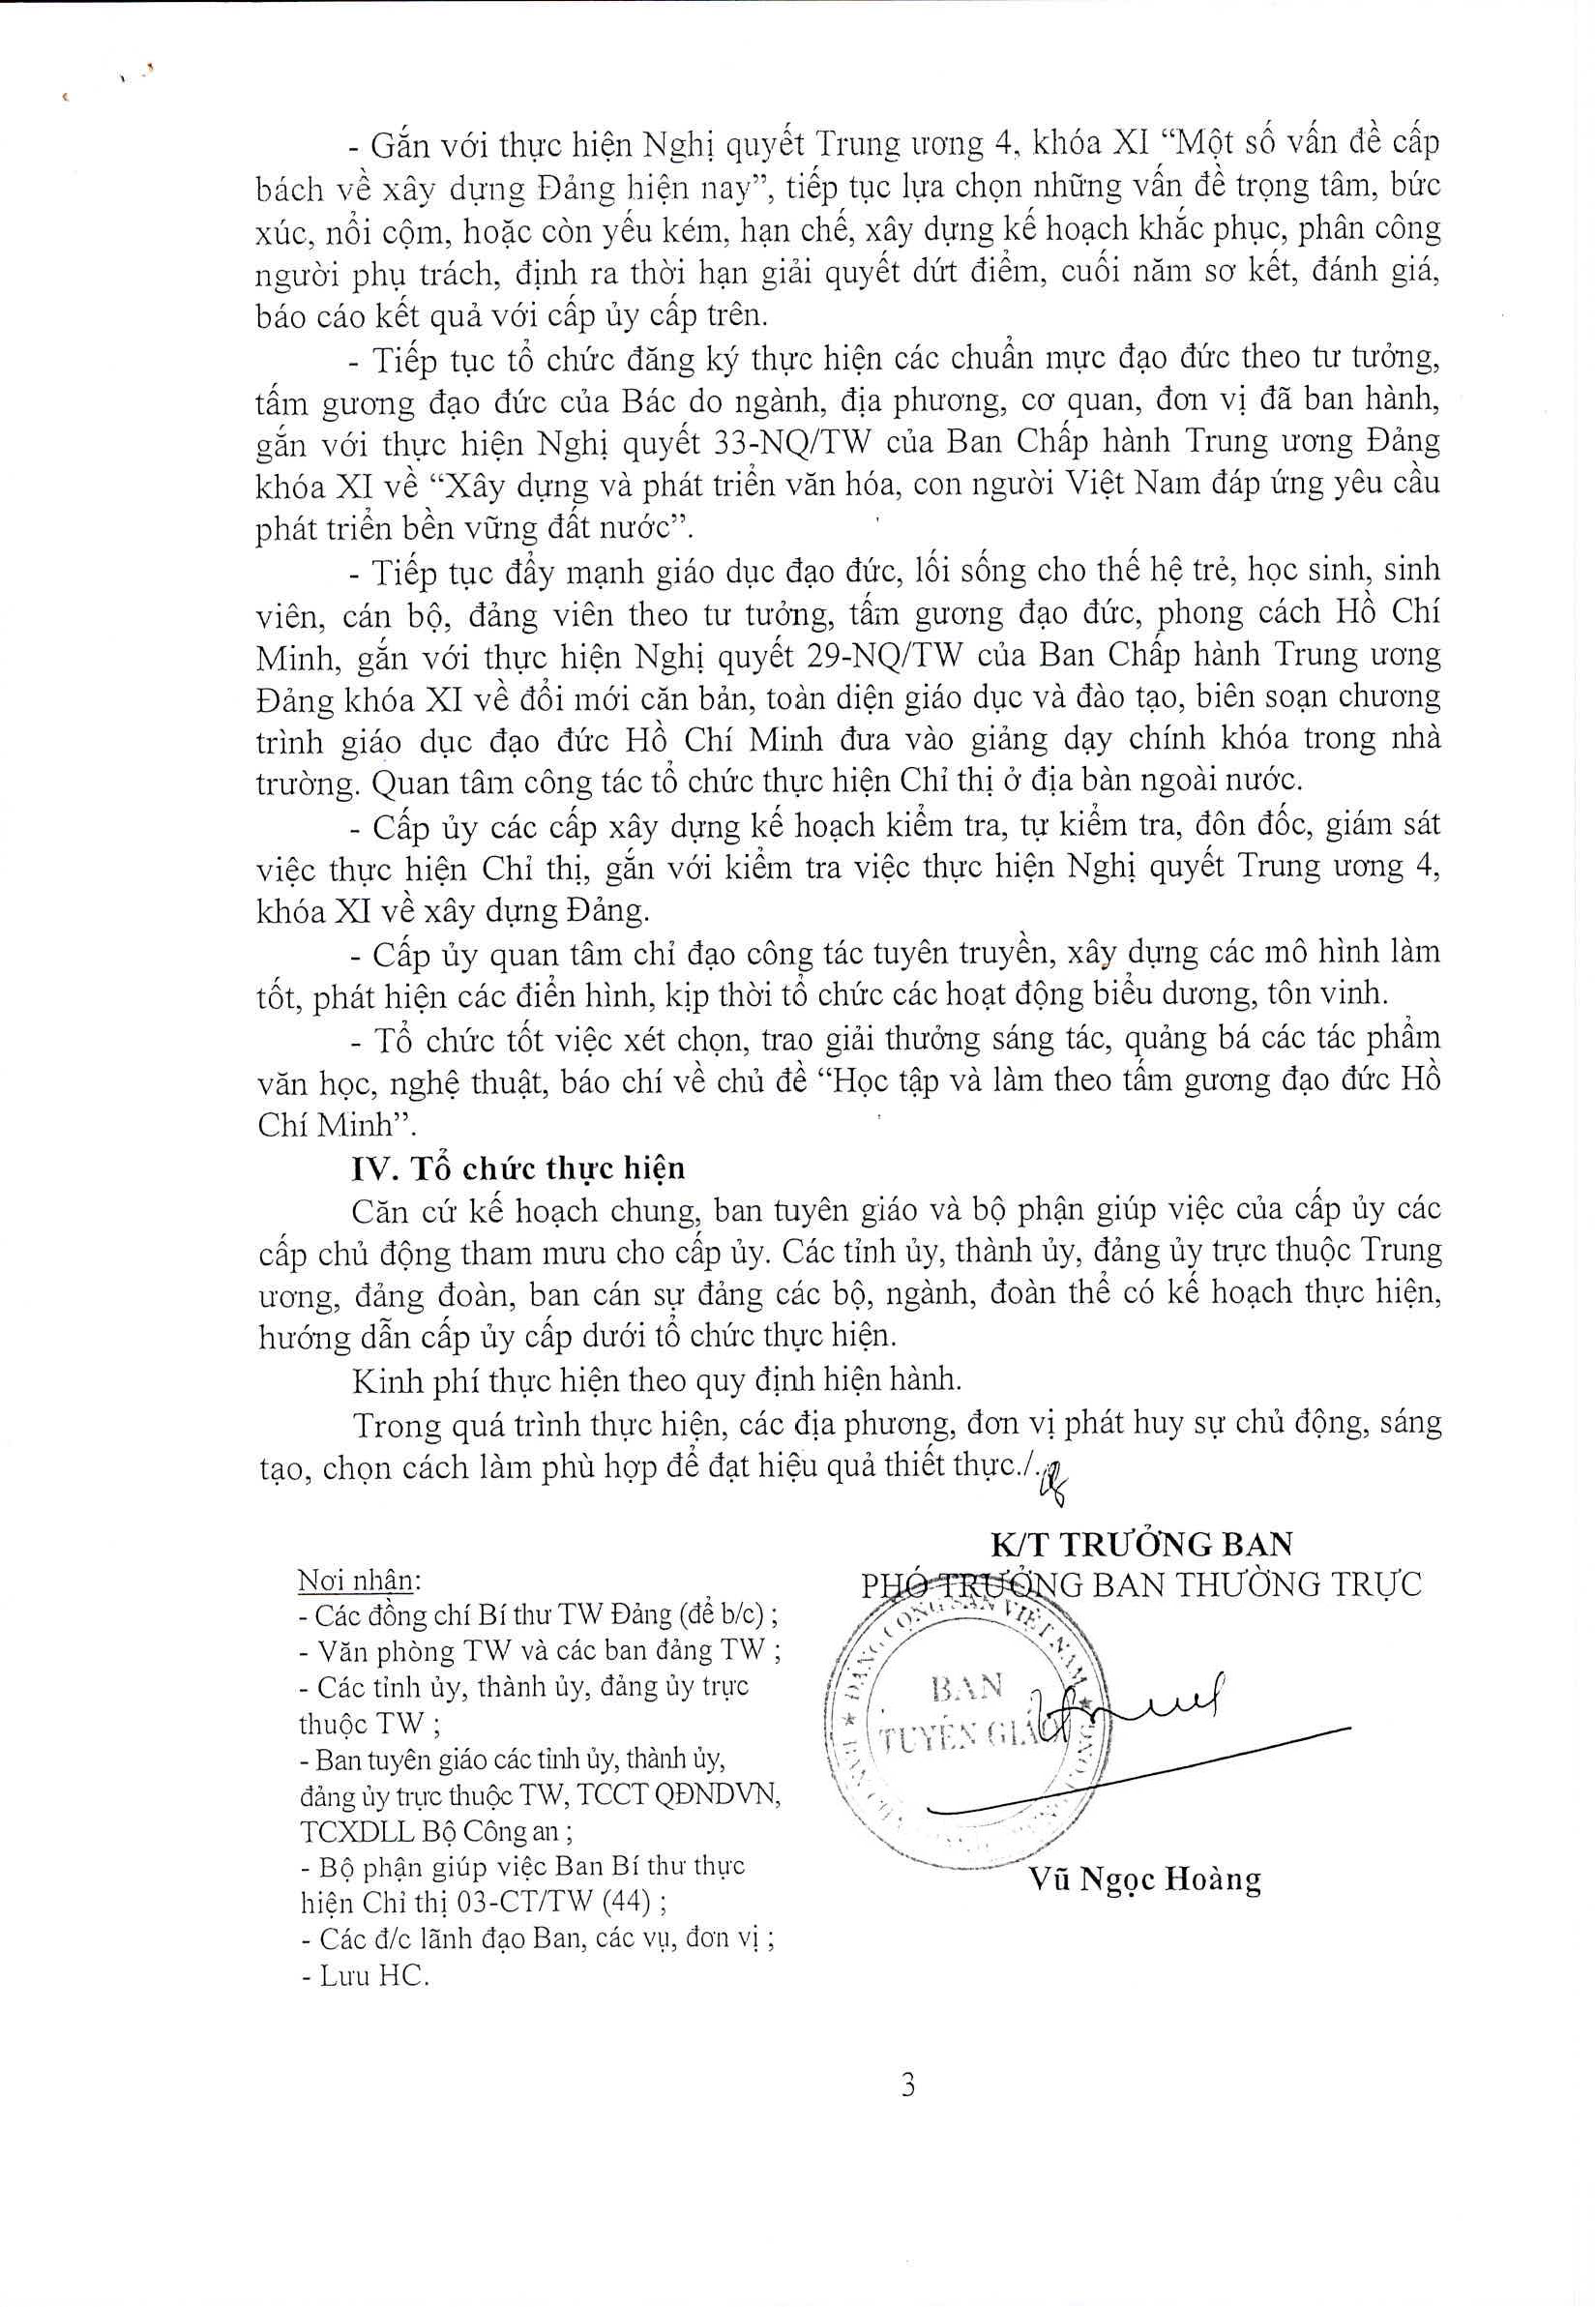 - Gắn với thực hiện Nghị quyết Trung ương 4, khóa XI “Một số vấn đề cấp
bách về xây dựng Đảng hiện nay”, tiếp tục lựa chọn những vấn đề trọng tâm, bức
xúc, nổi cộm, hoặc còn yếu kém, hạn chế, xây dựng kế hoạch khắc phục, phân công
người phụ trách, định ra thời hạn giải quyết dứt điểm, cuối năm sơ kết, đánh giá,
báo cáo kết quả với cấp ủy cấp trên.
- Tiếp tục tổ chức đăng ký thực hiện các chuẩn mực đạo đức theo tư tưởng,
tấm gương đạo đức của Bác do ngành, địa phương, cơ quan, đơn vị đã ban hành,
gắn với thực hiện Nghị quyết 33-NQ/TW của Ban Chấp hành Trung ương Đảng
khóa XI về “Xây dựng và phát triển văn hóa, con người Việt Nam đáp ứng yêu cầu
phát triển bền vững đất nước”.
- Tiếp tục đẩy mạnh giáo dục đạo đức, lối sống cho thế hệ trẻ, học sinh, sinh
viên, cán bộ, đảng viên theo tư tưởng, tấm gương đạo đức, phong cách Hồ Chí
Minh, gắn với thực hiện Nghị quyết 29-NQ/TW của Ban Chấp hành Trung ương
Đảng khóa XI về đổi mới căn bản, toàn diện giáo dục và đào tạo, biên soạn chương
trình giáo dục đạo đức Hồ Chí Minh đưa vào giảng dạy chính khóa trong nhà
trường. Quan tâm công tác tổ chức thực hiện Chỉ thị ở địa bàn ngoài nước.
- Cấp ủy các cấp xây dựng kế hoạch kiểm tra, tự kiểm tra, đôn đốc, giám sát
việc thực hiện Chỉ thị, gắn với kiểm tra việc thực hiện Nghị quyết Trung ương 4,
khóa XI về xây dựng Đảng.
- Cấp ủy quan tâm chỉ đạo công tác tuyên truyền, xây dựng các mô hình làm
tốt, phát hiện các điển hình, kịp thời tổ chức các hoạt động biểu dương, tôn vinh.
- Tổ chức tốt việc xét chọn, trao giải thưởng sáng tác, quảng bá các tác phẩm
văn học, nghệ thuật, báo chí về chủ đề “Học tập và làm theo tấm gương đạo đức Hồ
Chí Minh”.
IV. Tổ chức thực hiện
Căn cứ kế hoạch chung, ban tuyên giáo và bộ phận giúp việc của cấp ủy các
cấp chủ động tham mưu cho cấp ủy. Các tỉnh ủy, thành ủy, đảng ủy trực thuộc Trung
ương, đảng đoàn, ban cán sự đảng các bộ, ngành, đoàn thể có kế hoạch thực hiện,
hướng dẫn cấp ủy cấp dưới tổ chức thực hiện.
Kinh phí thực hiện theo quy định hiện hành.
Trong quá trình thực hiện, các địa phương, đơn vị phát huy sự chủ động, sáng
tạo, chọn cách làm phù hợp để đạt hiệu quả thiết thực./.
K/T TRƯỞNG BAN
PHÓ TRƯỞNG BAN THƯỜNG TRỰC
ĐẢNG CỘNG SẢN VIỆT NAM
BAN
TUYÊN GIÁO
Vũ Ngọc Hoàng
Nơi nhận:
- Các đồng chí Bí thư TW Đảng (để b/c) ;
- Văn phòng TW và các ban đảng TW ;
- Các tỉnh ủy, thành ủy, đảng ủy trực
thuộc TW ;
- Ban tuyên giáo các tỉnh ủy, thành ủy,
đảng ủy trực thuộc TW, TCCT QĐNDVN,
TCXDLL Bộ Công an ;
- Bộ phận giúp việc Ban Bí thư thực
hiện Chỉ thị 03-CT/TW (44) ;
- Các đ/c lãnh đạo Ban, các vụ, đơn vị ;
- Lưu HC.
3